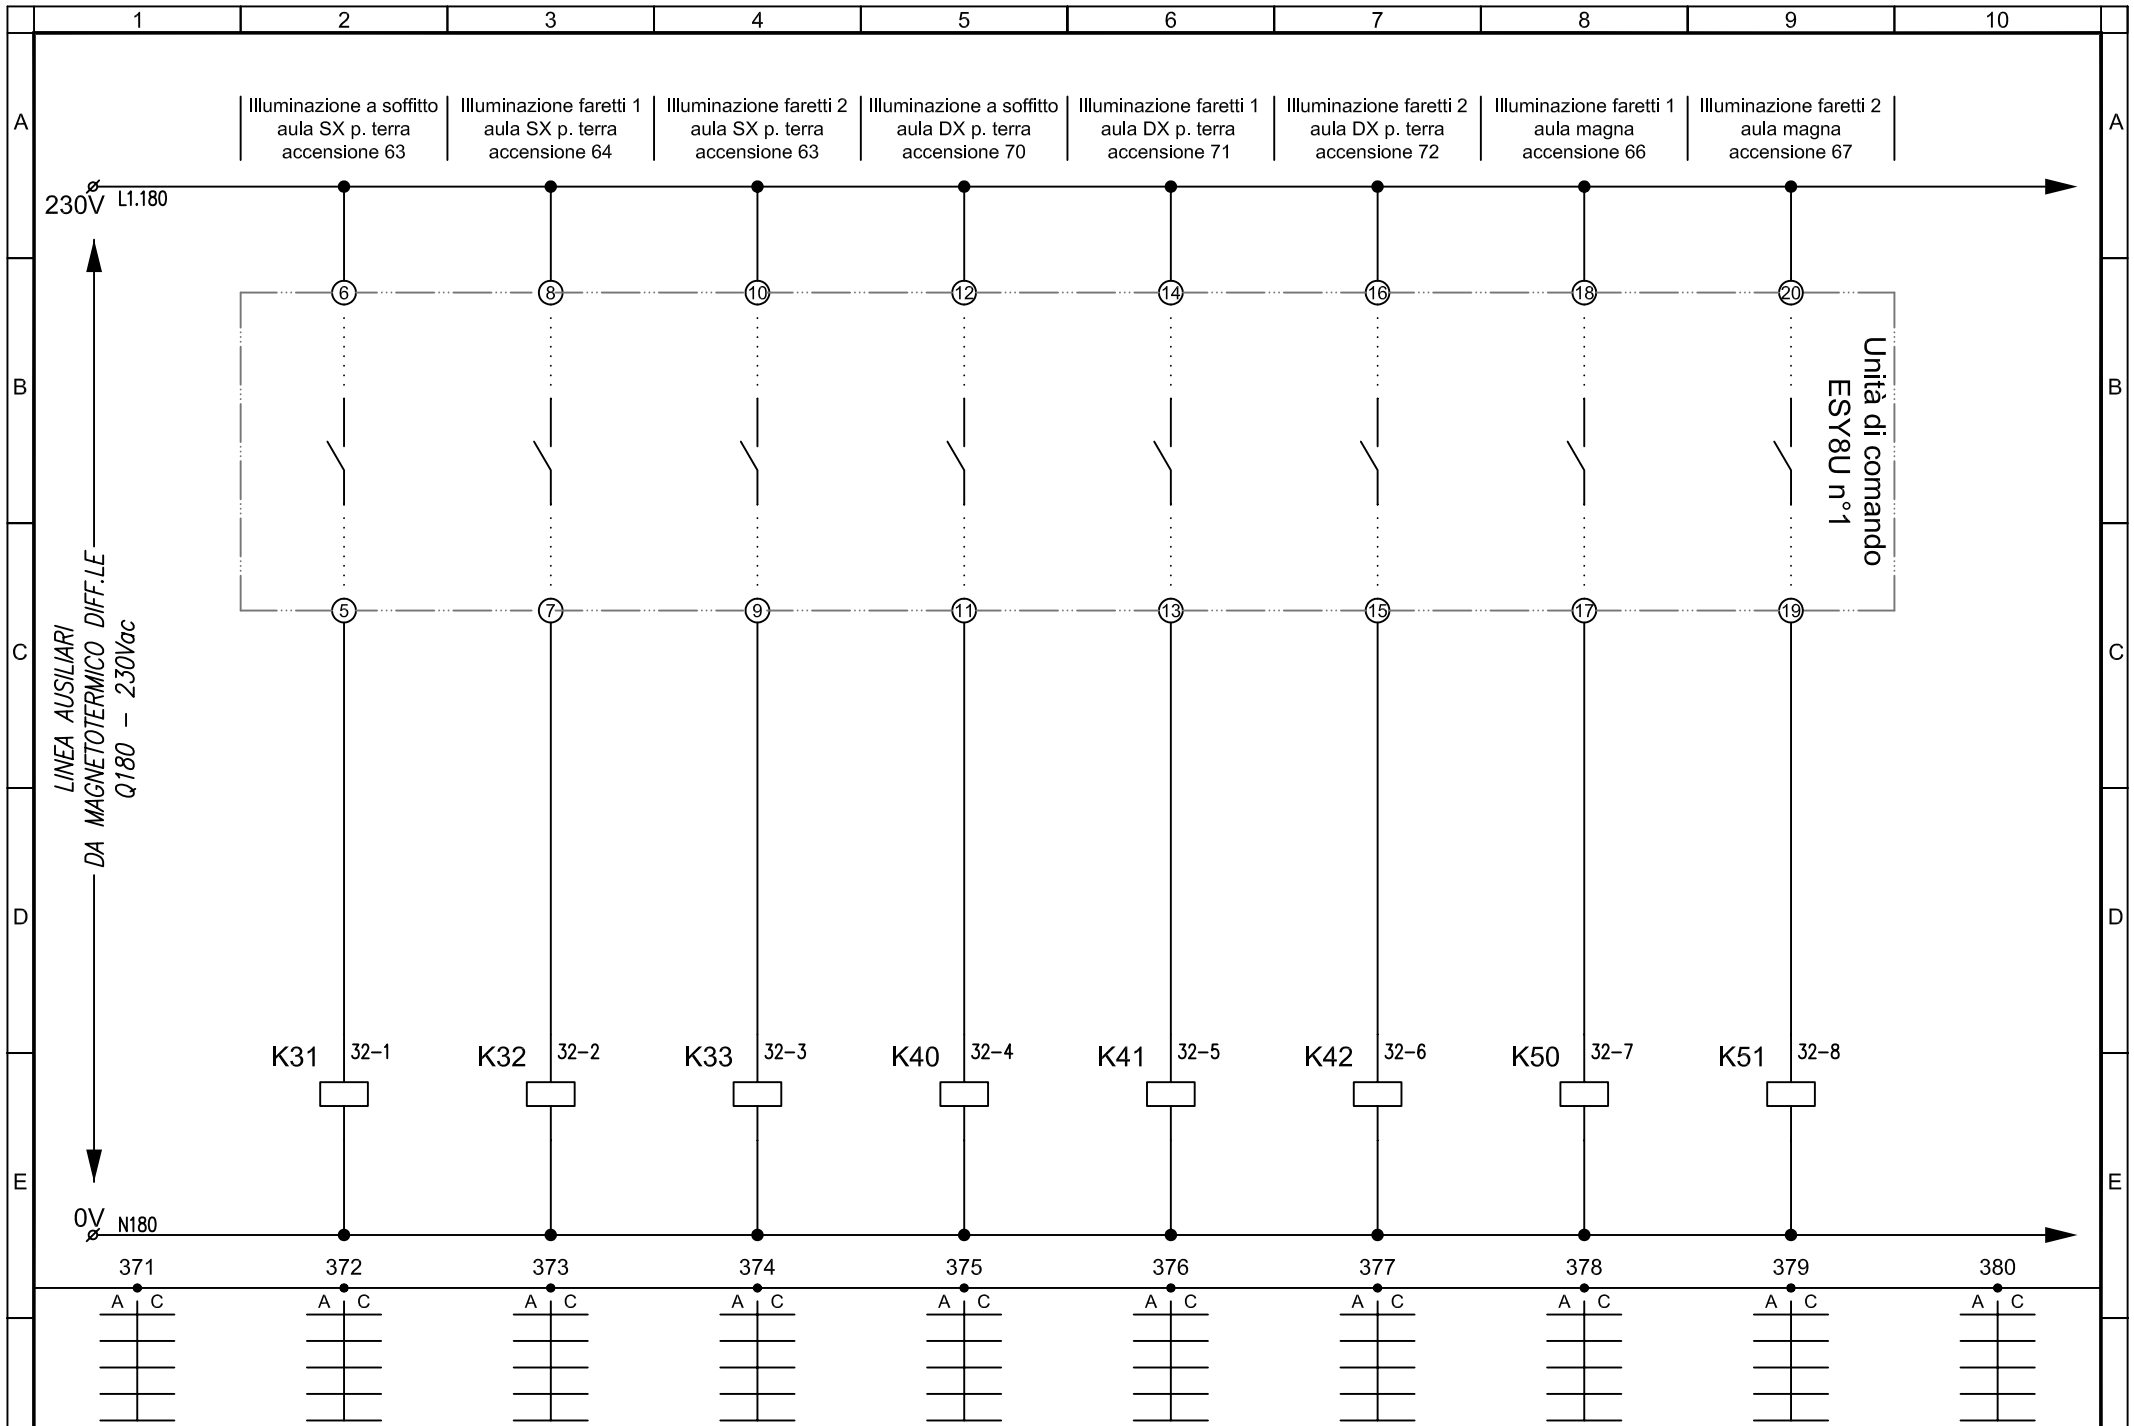 1 2 3 4 5 6 7 8 9 10
A A
Illuminazione a soffitto
aula SX p. terra
accensione 63
Illuminazione faretti 1
aula SX p. terra
accensione 64
Illuminazione faretti 2
aula SX p. terra
accensione 63
Illuminazione a soffitto
aula DX p. terra
accensione 70
Illuminazione faretti 1
aula DX p. terra
accensione 71
Illuminazione faretti 2
aula DX p. terra
accensione 72
Illuminazione faretti 1
aula magna
accensione 66
Illuminazione faretti 2
aula magna
accensione 67
230V L1.180
6 8 10 12 14 16 18 20
B B
Unità di comando
ESY8U n°1
5 7 9 11 13 15 17 19
C C
LINEA AUSILIARI
DA MAGNETOTERMICO DIFF.LE
Q180 - 230Vac
D D
K31 32-1 K32 32-2 K33 32-3 K40 32-4 K41 32-5 K42 32-6 K50 32-7 K51 32-8
E E
0V N180
371 372 373 374 375 376 377 378 379 380
A C A C A C A C A C A C A C A C A C A C